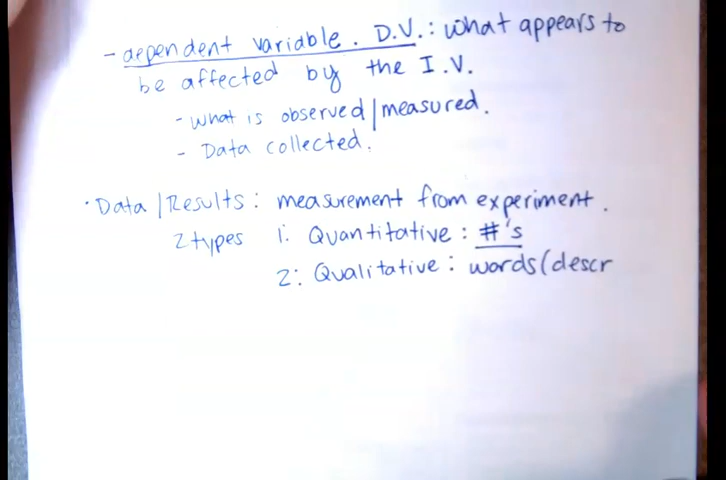 - dependent variable. D.V.: what appears to
be affected by the I.V.
- what is observed/measured.
- Data collected.
· Data/Results: measurement from experiment.
2 types 1: Quantitative: #'s
2: Qualitative: words (descr